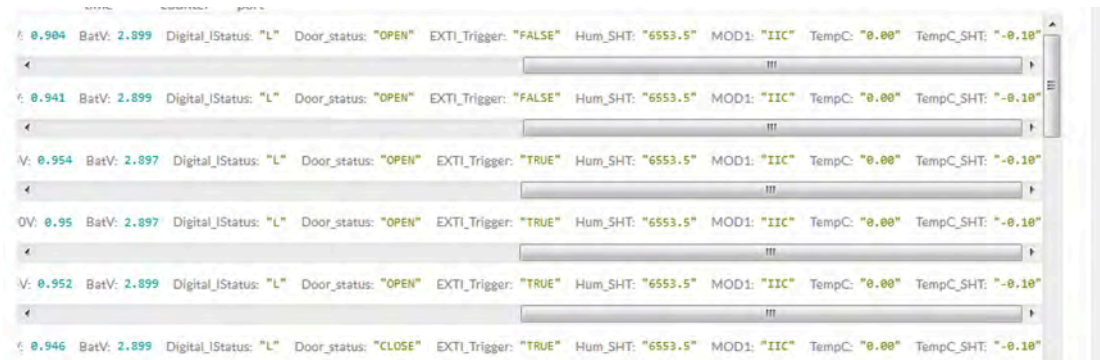 time counter port
V: 0.904 BatV: 2.899 Digital_IStatus: "L" Door_status: "OPEN" EXTI_Trigger: "FALSE" Hum_SHT: "6553.5" MOD1: "IIC" TempC: "0.00" TempC_SHT: "-0.10"
V: 0.941 BatV: 2.899 Digital_IStatus: "L" Door_status: "OPEN" EXTI_Trigger: "FALSE" Hum_SHT: "6553.5" MOD1: "IIC" TempC: "0.00" TempC_SHT: "-0.10"
V: 0.954 BatV: 2.897 Digital_IStatus: "L" Door_status: "OPEN" EXTI_Trigger: "TRUE" Hum_SHT: "6553.5" MOD1: "IIC" TempC: "0.00" TempC_SHT: "-0.10"
0V: 0.95 BatV: 2.897 Digital_IStatus: "L" Door_status: "OPEN" EXTI_Trigger: "TRUE" Hum_SHT: "6553.5" MOD1: "IIC" TempC: "0.00" TempC_SHT: "-0.10"
V: 0.952 BatV: 2.899 Digital_IStatus: "L" Door_status: "OPEN" EXTI_Trigger: "TRUE" Hum_SHT: "6553.5" MOD1: "IIC" TempC: "0.00" TempC_SHT: "-0.10"
V: 0.946 BatV: 2.899 Digital_IStatus: "L" Door_status: "CLOSE" EXTI_Trigger: "TRUE" Hum_SHT: "6553.5" MOD1: "IIC" TempC: "0.00" TempC_SHT: "-0.10"